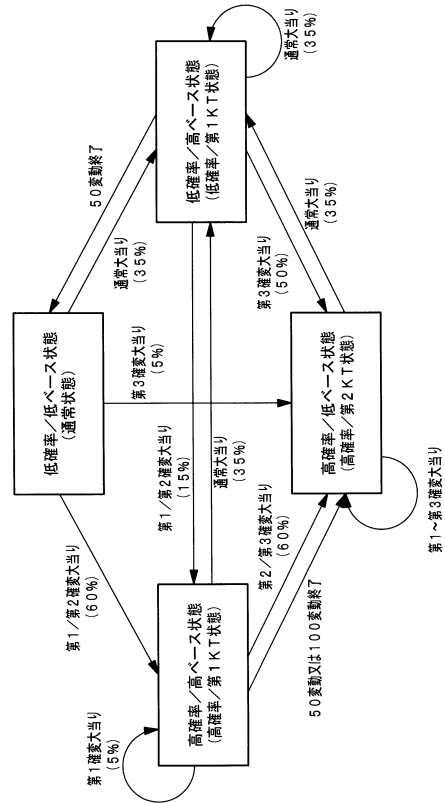 低確率／低ベース状態
(通常状態)
50変動終了
通常大当り
(35%)
低確率／高ベース状態
(低確率／第1KT状態)
通常大当り
(35%)
第1／第2確変大当り
(60%)
第3確変大当り
(5%)
第1／第2確変大当り
(15%)
通常大当り
(35%)
第3確変大当り
(50%)
通常大当り
(35%)
第1確変大当り
(5%)
高確率／高ベース状態
(高確率／第1KT状態)
第2／第3確変大当り
(60%)
50変動又は100変動終了
高確率／低ベース状態
(高確率／第2KT状態)
第1～第3確変大当り